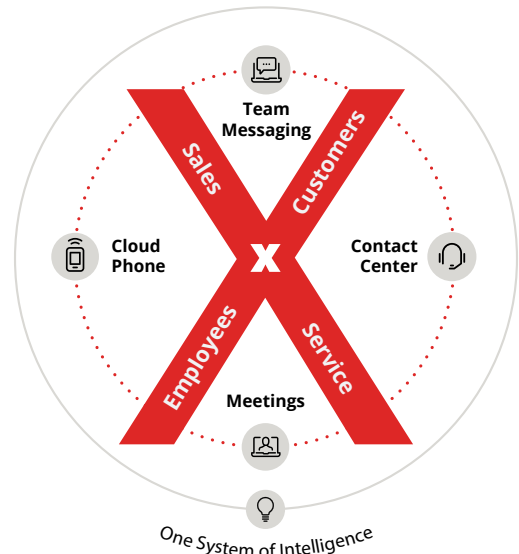 Team
Messaging
Sales
Customers
Cloud
Phone
X
Contact
Center
Employees
Service
Meetings
One System of Intelligence